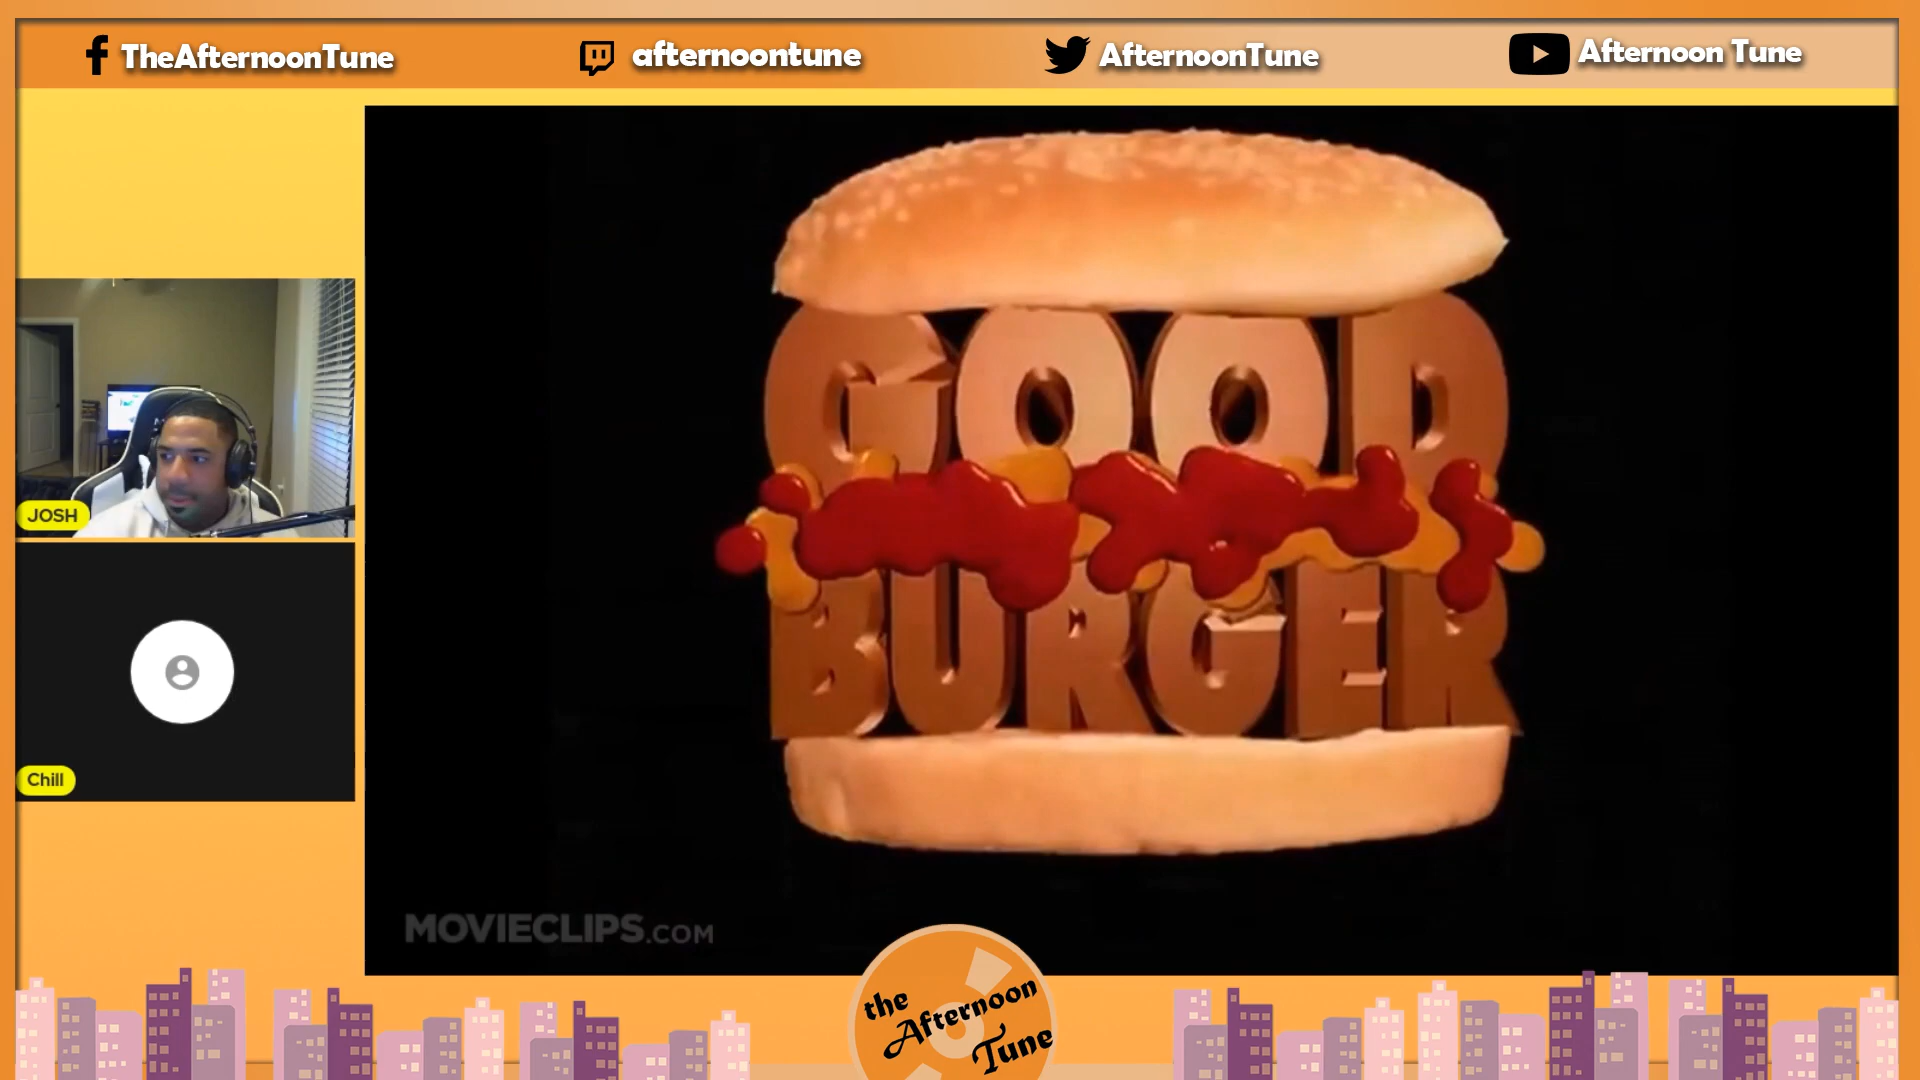 TheAfternoonTune
afternoontune
AfternoonTune
Afternoon Tune
GOOD
BURGER
JOSH
Chill
MOVIECLIPS.COM
the
Afternoon
Tune